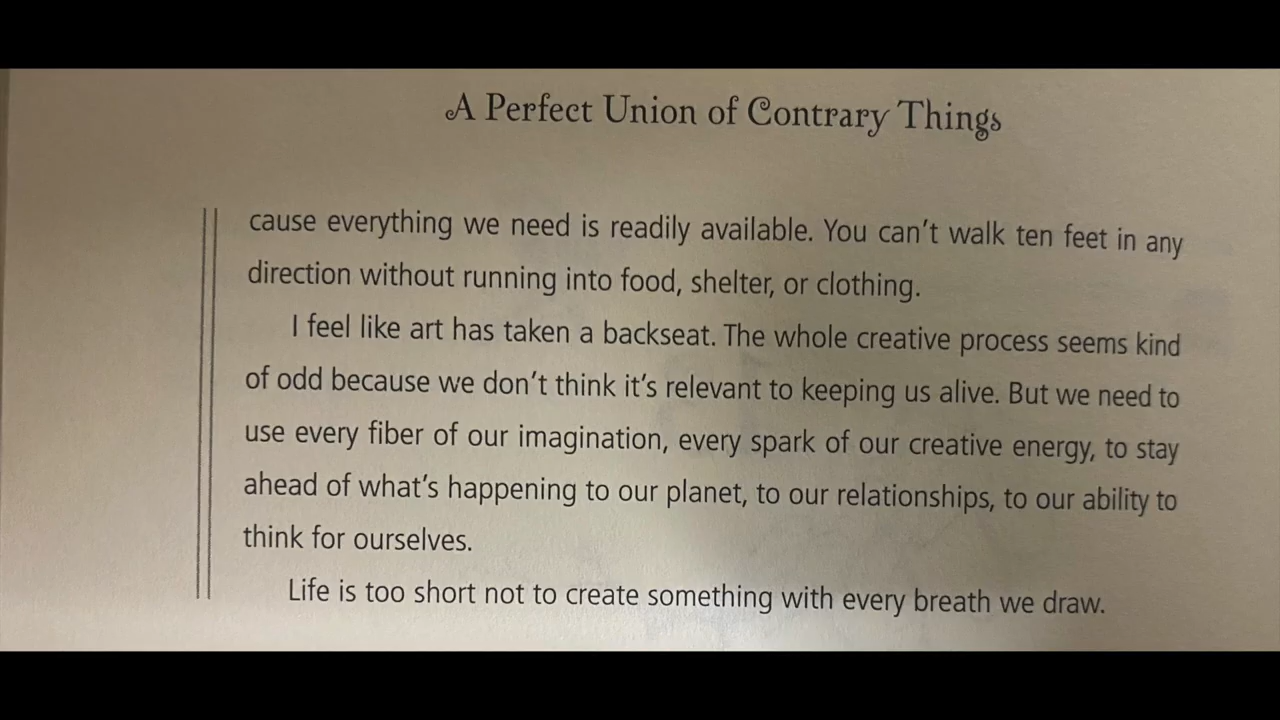 A Perfect Union of Contrary Things
cause everything we need is readily available. You can't walk ten feet in any
direction without running into food, shelter, or clothing.
I feel like art has taken a backseat. The whole creative process seems kind
of odd because we don't think it's relevant to keeping us alive. But we need to
use every fiber of our imagination, every spark of our creative energy, to stay
ahead of what's happening to our planet, to our relationships, to our ability to
think for ourselves.
Life is too short not to create something with every breath we draw.